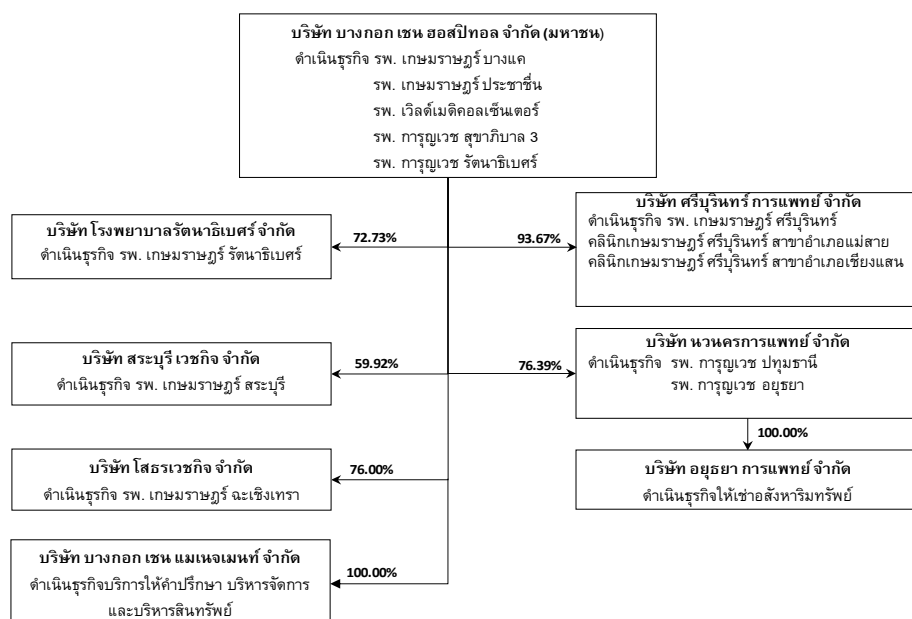 บริษัท บางกอก เชน ฮอสปิทอล จำกัด (มหาชน)
ดำเนินธุรกิจ รพ. เกษมราษฎร์ บางแค
รพ. เกษมราษฎร์ ประชาชื่น
รพ. เวิลด์เมดิคอลเซ็นเตอร์
รพ. การุญเวช สุขาภิบาล 3
รพ. การุญเวช รัตนาธิเบศร์
บริษัท โรงพยาบาลรัตนาธิเบศร์ จำกัด
ดำเนินธุรกิจ รพ. เกษมราษฎร์ รัตนาธิเบศร์
72.73%
93.67%
บริษัท ศรีบุรินทร์ การแพทย์ จำกัด
ดำเนินธุรกิจ รพ. เกษมราษฎร์ ศรีบุรินทร์
คลินิกเกษมราษฎร์ ศรีบุรินทร์ สาขาอำเภอแม่สาย
คลินิกเกษมราษฎร์ ศรีบุรินทร์ สาขาอำเภอเชียงแสน
บริษัท สระบุรี เวชกิจ จำกัด
ดำเนินธุรกิจ รพ. เกษมราษฎร์ สระบุรี
59.92%
76.39%
บริษัท นวนครการแพทย์ จำกัด
ดำเนินธุรกิจ รพ. การุญเวช ปทุมธานี
รพ. การุญเวช อยุธยา
100.00%
บริษัท โสธรเวชกิจ จำกัด
ดำเนินธุรกิจ รพ. เกษมราษฎร์ ฉะเชิงเทรา
76.00%
บริษัท อยุธยา การแพทย์ จำกัด
ดำเนินธุรกิจให้เช่าอสังหาริมทรัพย์
บริษัท บางกอก เชน แมเนจเมนท์ จำกัด
ดำเนินธุรกิจบริการให้คำปรึกษา บริหารจัดการ
และบริหารสินทรัพย์
100.00%